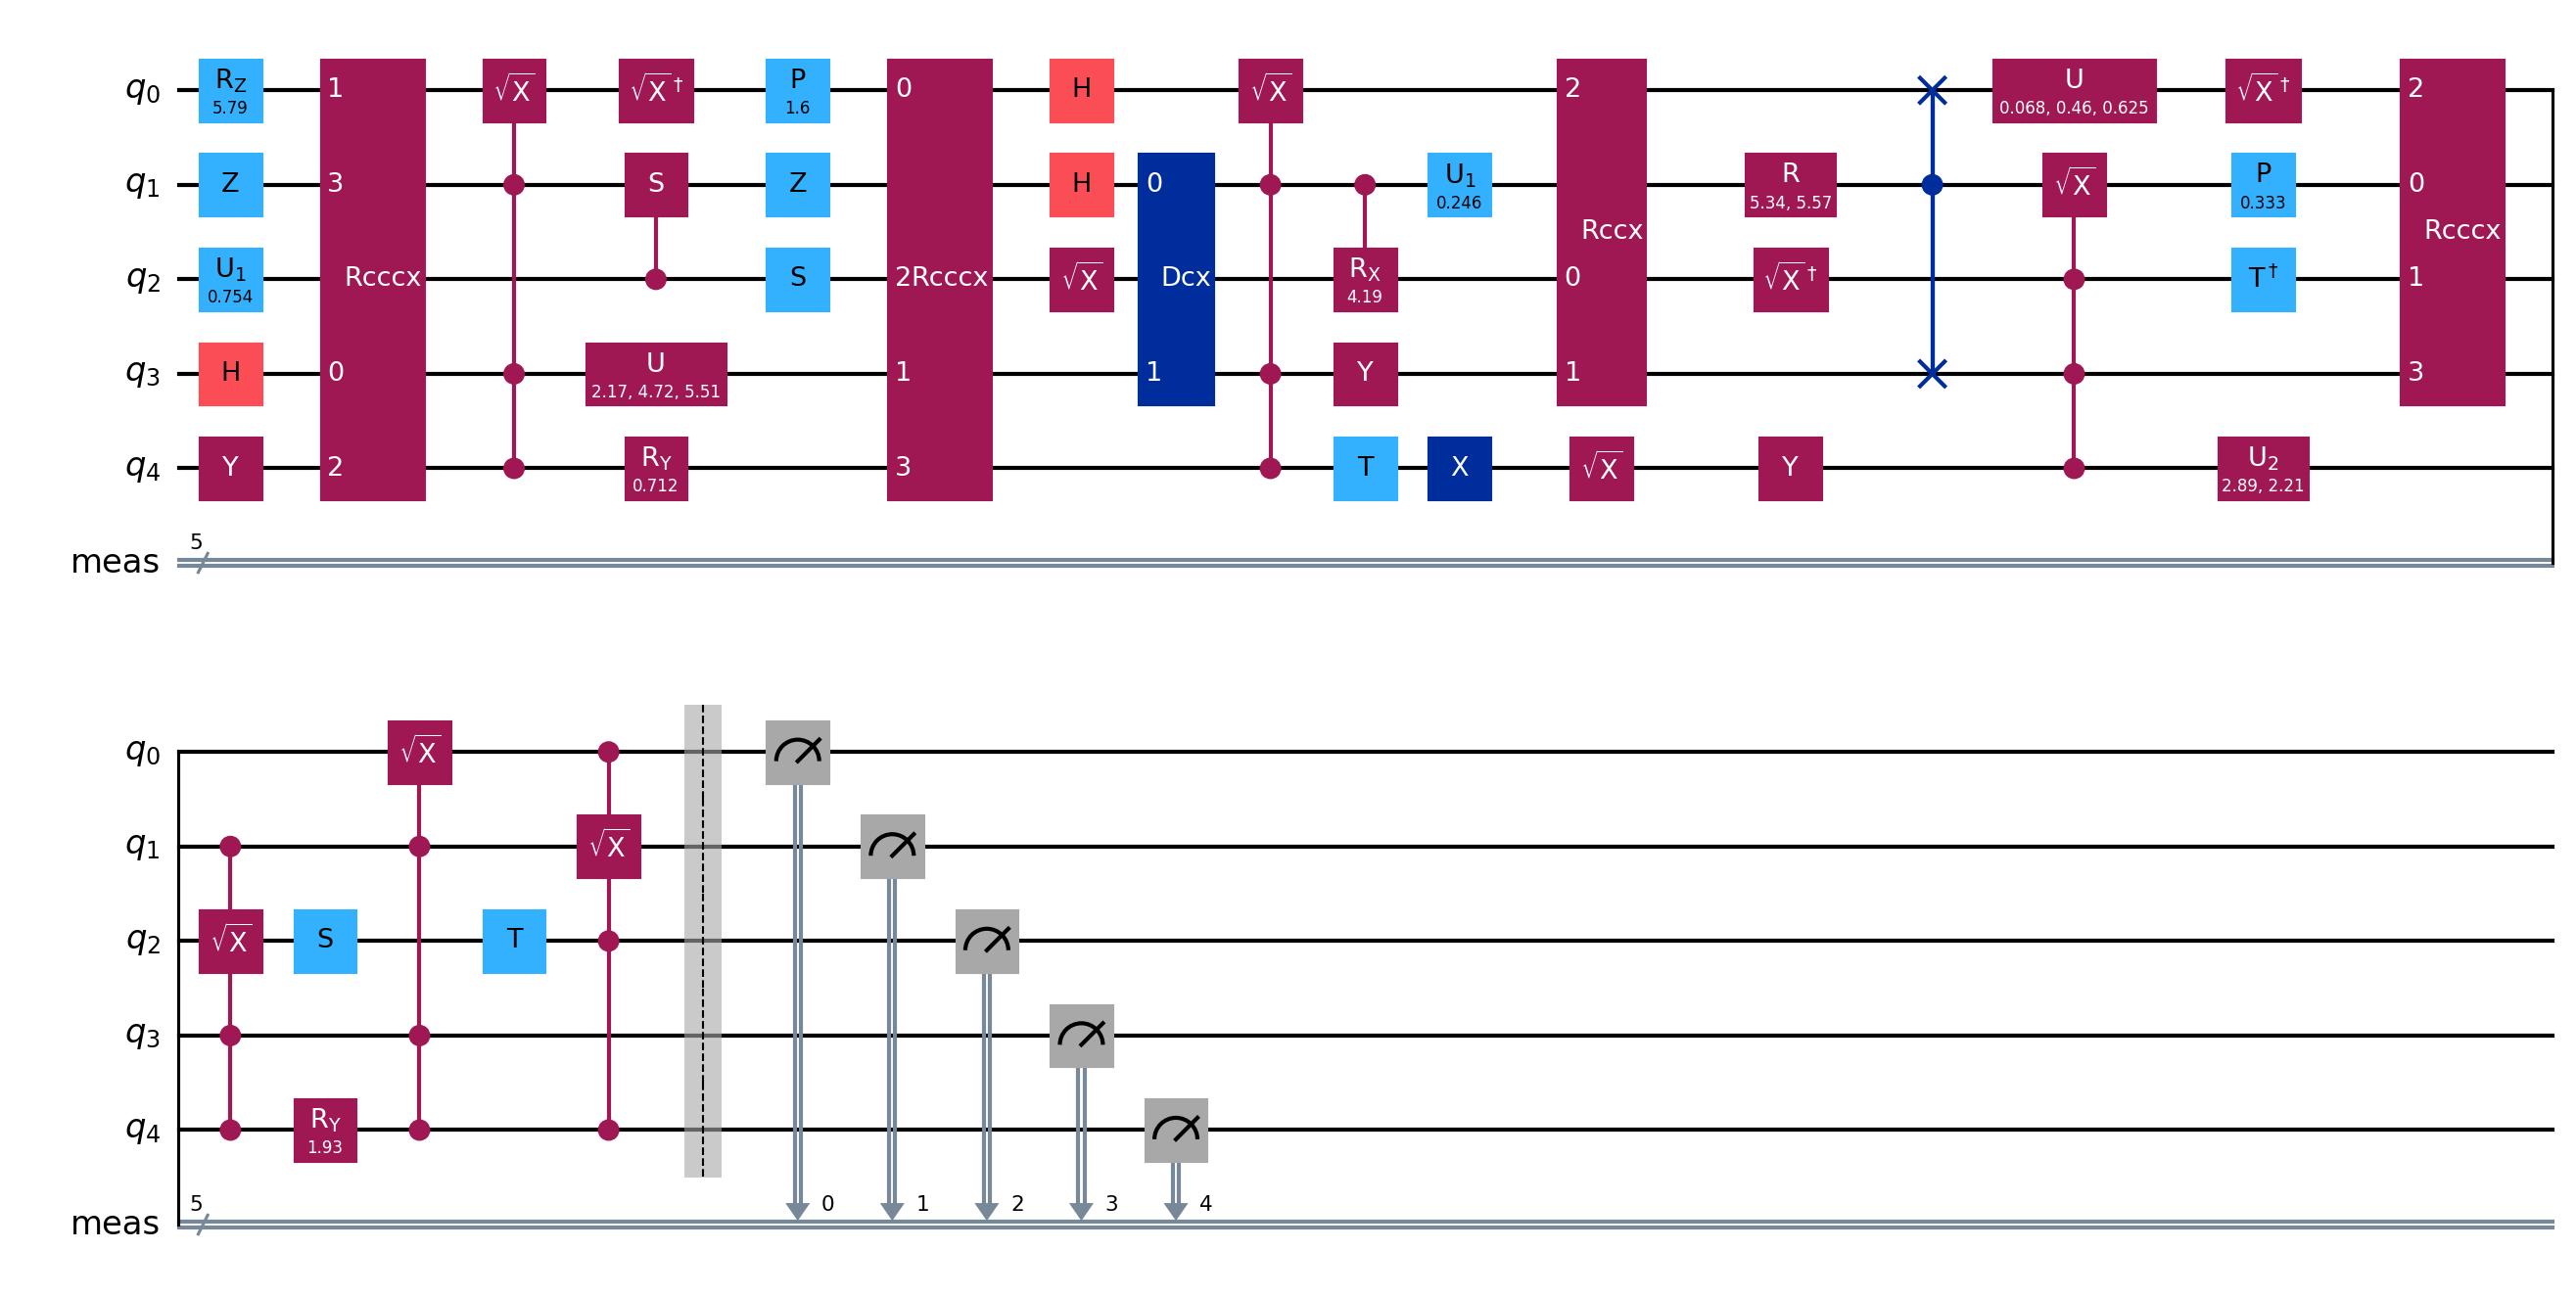 q0 RZ 5.79 1 √X √X† P 1.6 0 H √X 2 U 0.068, 0.46, 0.625 √X† 2
q1 Z 3 S Z H 0 U1 0.246 R 5.34, 5.57 √X P 0.333 0
Rccx Rcccx
q2 U1 0.754 Rcccx S 2Rcccx √X Dcx RX 4.19 0 √X† T† 1
q3 H 0 U 2.17, 4.72, 5.51 1 1 Y 1 3
q4 Y 2 RY 0.712 3 T X √X Y U2 2.89, 2.21
5
meas
q0 √X
q1 √X
q2 √X S T
q3
q4 RY 1.93
5 0 1 2 3 4
meas